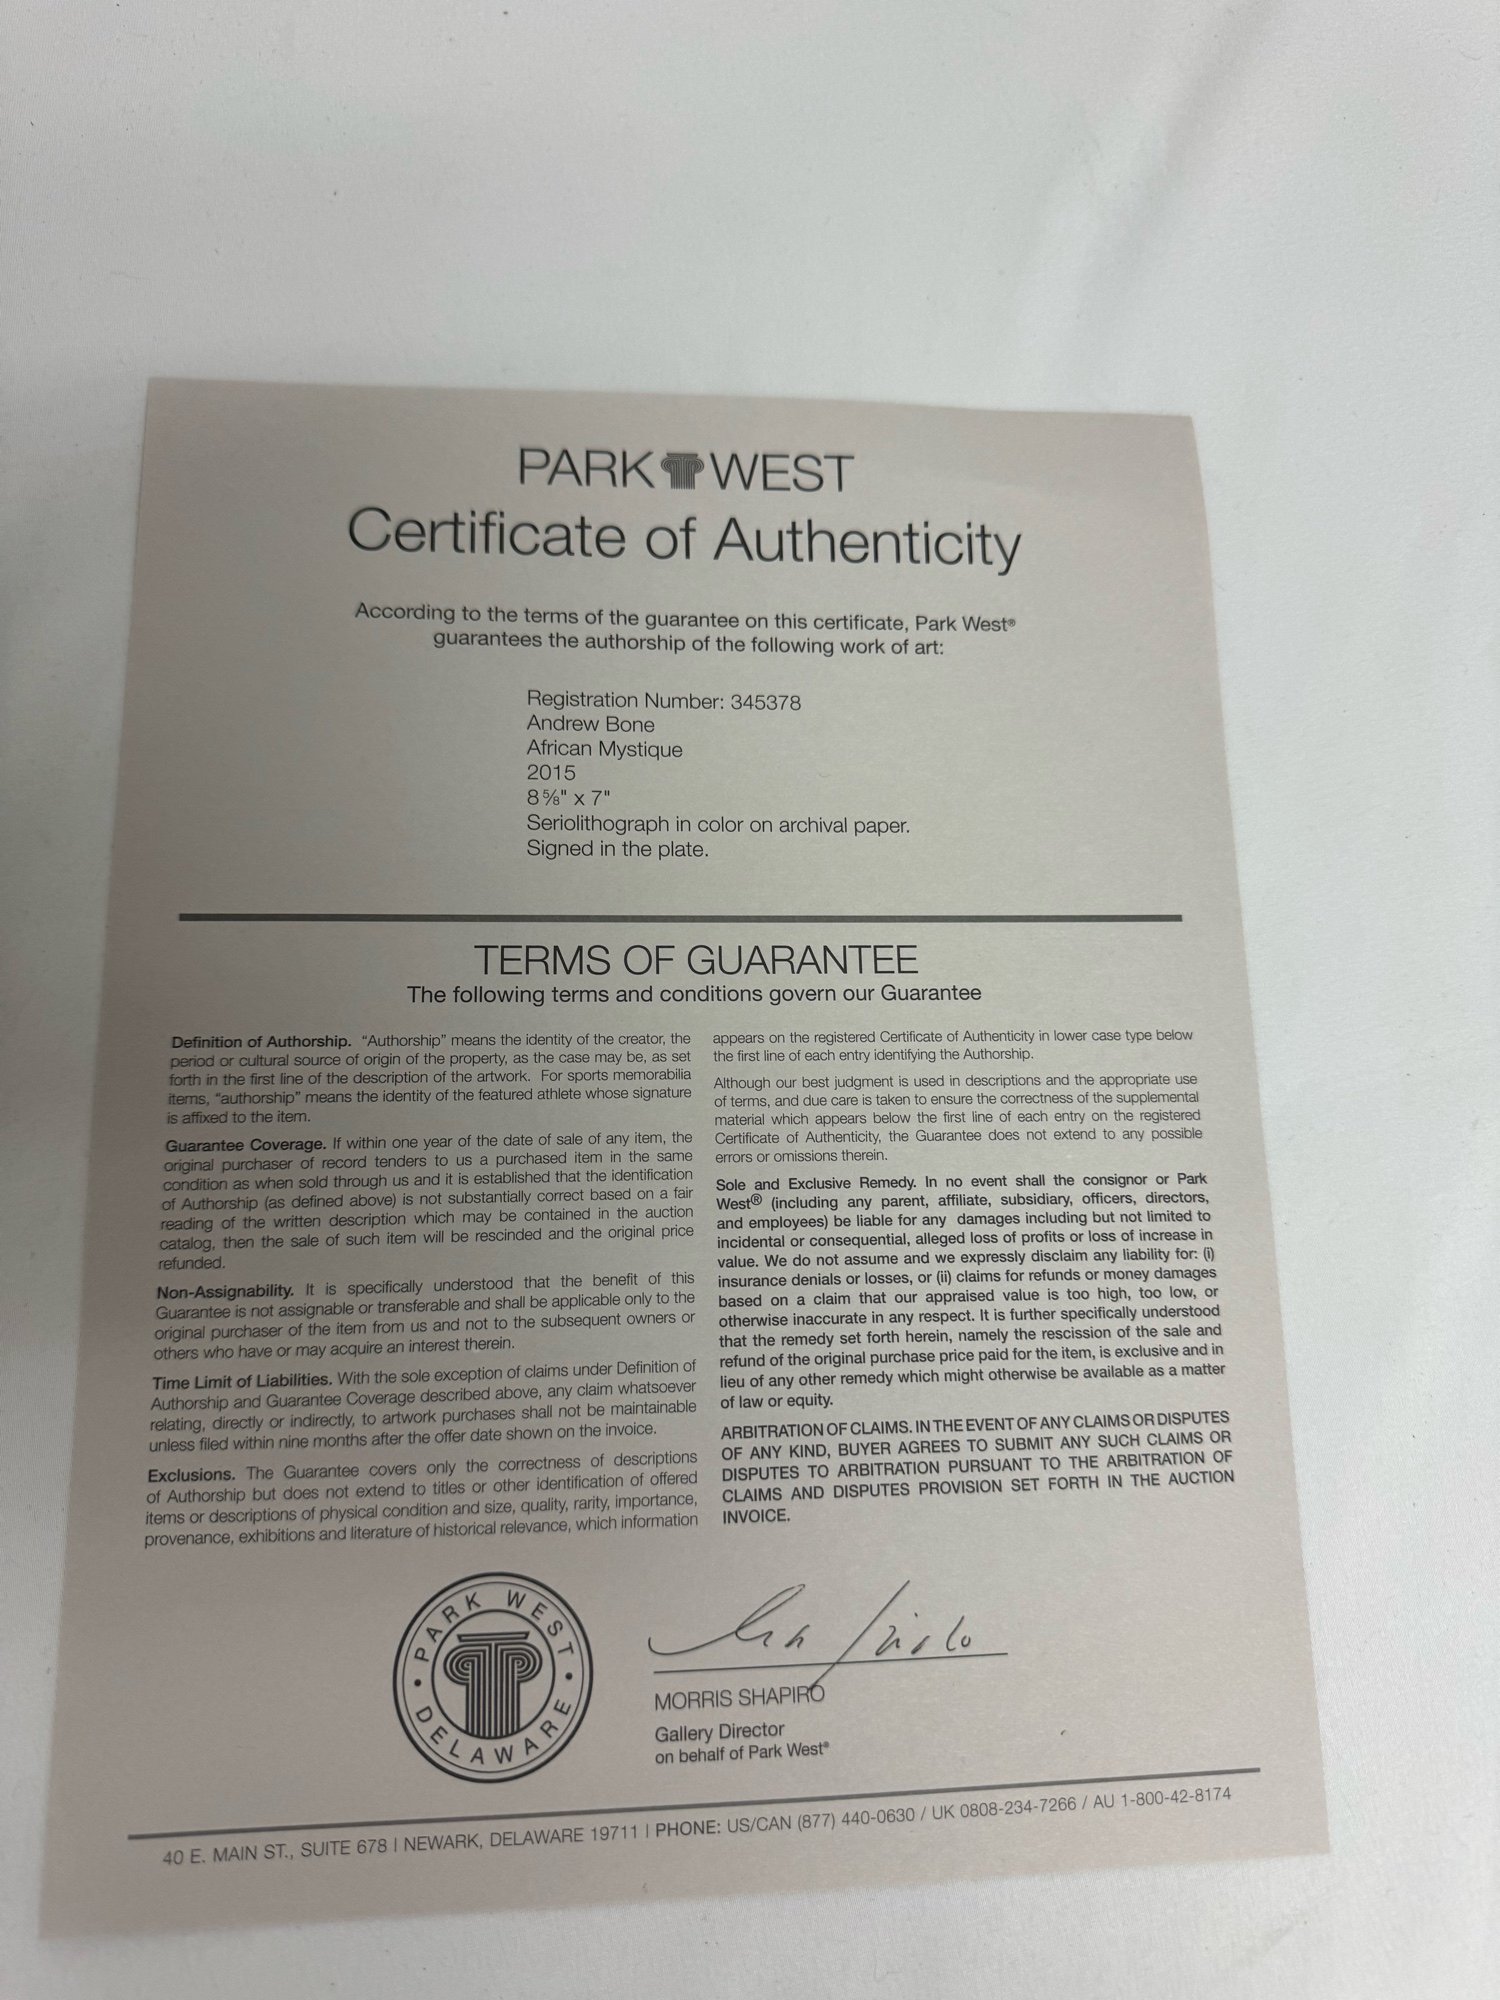 PARK WEST
Certificate of Authenticity
According to the terms of the guarantee on this certificate, Park West®
guarantees the authorship of the following work of art:
Registration Number: 345378
Andrew Bone
African Mystique
2015
8⅝" x 7"
Seriolithograph in color on archival paper.
Signed in the plate.
TERMS OF GUARANTEE
The following terms and conditions govern our Guarantee
Definition of Authorship. “Authorship” means the identity of the creator, the
period or cultural source of origin of the property, as the case may be, as set
forth in the first line of the description of the artwork. For sports memorabilia
items, “authorship” means the identity of the featured athlete whose signature
is affixed to the item.
Guarantee Coverage. If within one year of the date of sale of any item, the
original purchaser of record tenders to us a purchased item in the same
condition as when sold through us and it is established that the identification
of Authorship (as defined above) is not substantially correct based on a fair
reading of the written description which may be contained in the auction
catalog, then the sale of such item will be rescinded and the original price
refunded.
Non-Assignability. It is specifically understood that the benefit of this
Guarantee is not assignable or transferable and shall be applicable only to the
original purchaser of the item from us and not to the subsequent owners or
others who have or may acquire an interest therein.
Time Limit of Liabilities. With the sole exception of claims under Definition of
Authorship and Guarantee Coverage described above, any claim whatsoever
relating, directly or indirectly, to artwork purchases shall not be maintainable
unless filed within nine months after the offer date shown on the invoice.
Exclusions. The Guarantee covers only the correctness of descriptions
of Authorship but does not extend to titles or other identification of offered
items or descriptions of physical condition and size, quality, rarity, importance,
provenance, exhibitions and literature of historical relevance, which information
appears on the registered Certificate of Authenticity in lower case type below
the first line of each entry identifying the Authorship.
Although our best judgment is used in descriptions and the appropriate use
of terms, and due care is taken to ensure the correctness of the supplemental
material which appears below the first line of each entry on the registered
Certificate of Authenticity, the Guarantee does not extend to any possible
errors or omissions therein.
Sole and Exclusive Remedy. In no event shall the consignor or Park
West® (including any parent, affiliate, subsidiary, officers, directors,
and employees) be liable for any damages including but not limited to
incidental or consequential, alleged loss of profits or loss of increase in
value. We do not assume and we expressly disclaim any liability for: (i)
insurance denials or losses, or (ii) claims for refunds or money damages
based on a claim that our appraised value is too high, too low, or
otherwise inaccurate in any respect. It is further specifically understood
that the remedy set forth herein, namely the rescission of the sale and
refund of the original purchase price paid for the item, is exclusive and in
lieu of any other remedy which might otherwise be available as a matter
of law or equity.
ARBITRATION OF CLAIMS. IN THE EVENT OF ANY CLAIMS OR DISPUTES
OF ANY KIND, BUYER AGREES TO SUBMIT ANY SUCH CLAIMS OR
DISPUTES TO ARBITRATION PURSUANT TO THE ARBITRATION OF
CLAIMS AND DISPUTES PROVISION SET FORTH IN THE AUCTION
INVOICE.
PARK WEST
DELAWARE
MORRIS SHAPIRO
Gallery Director
on behalf of Park West®
40 E. MAIN ST., SUITE 678 | NEWARK, DELAWARE 19711 | PHONE: US/CAN (877) 440-0630 / UK 0808-234-7266 / AU 1-800-42-8174